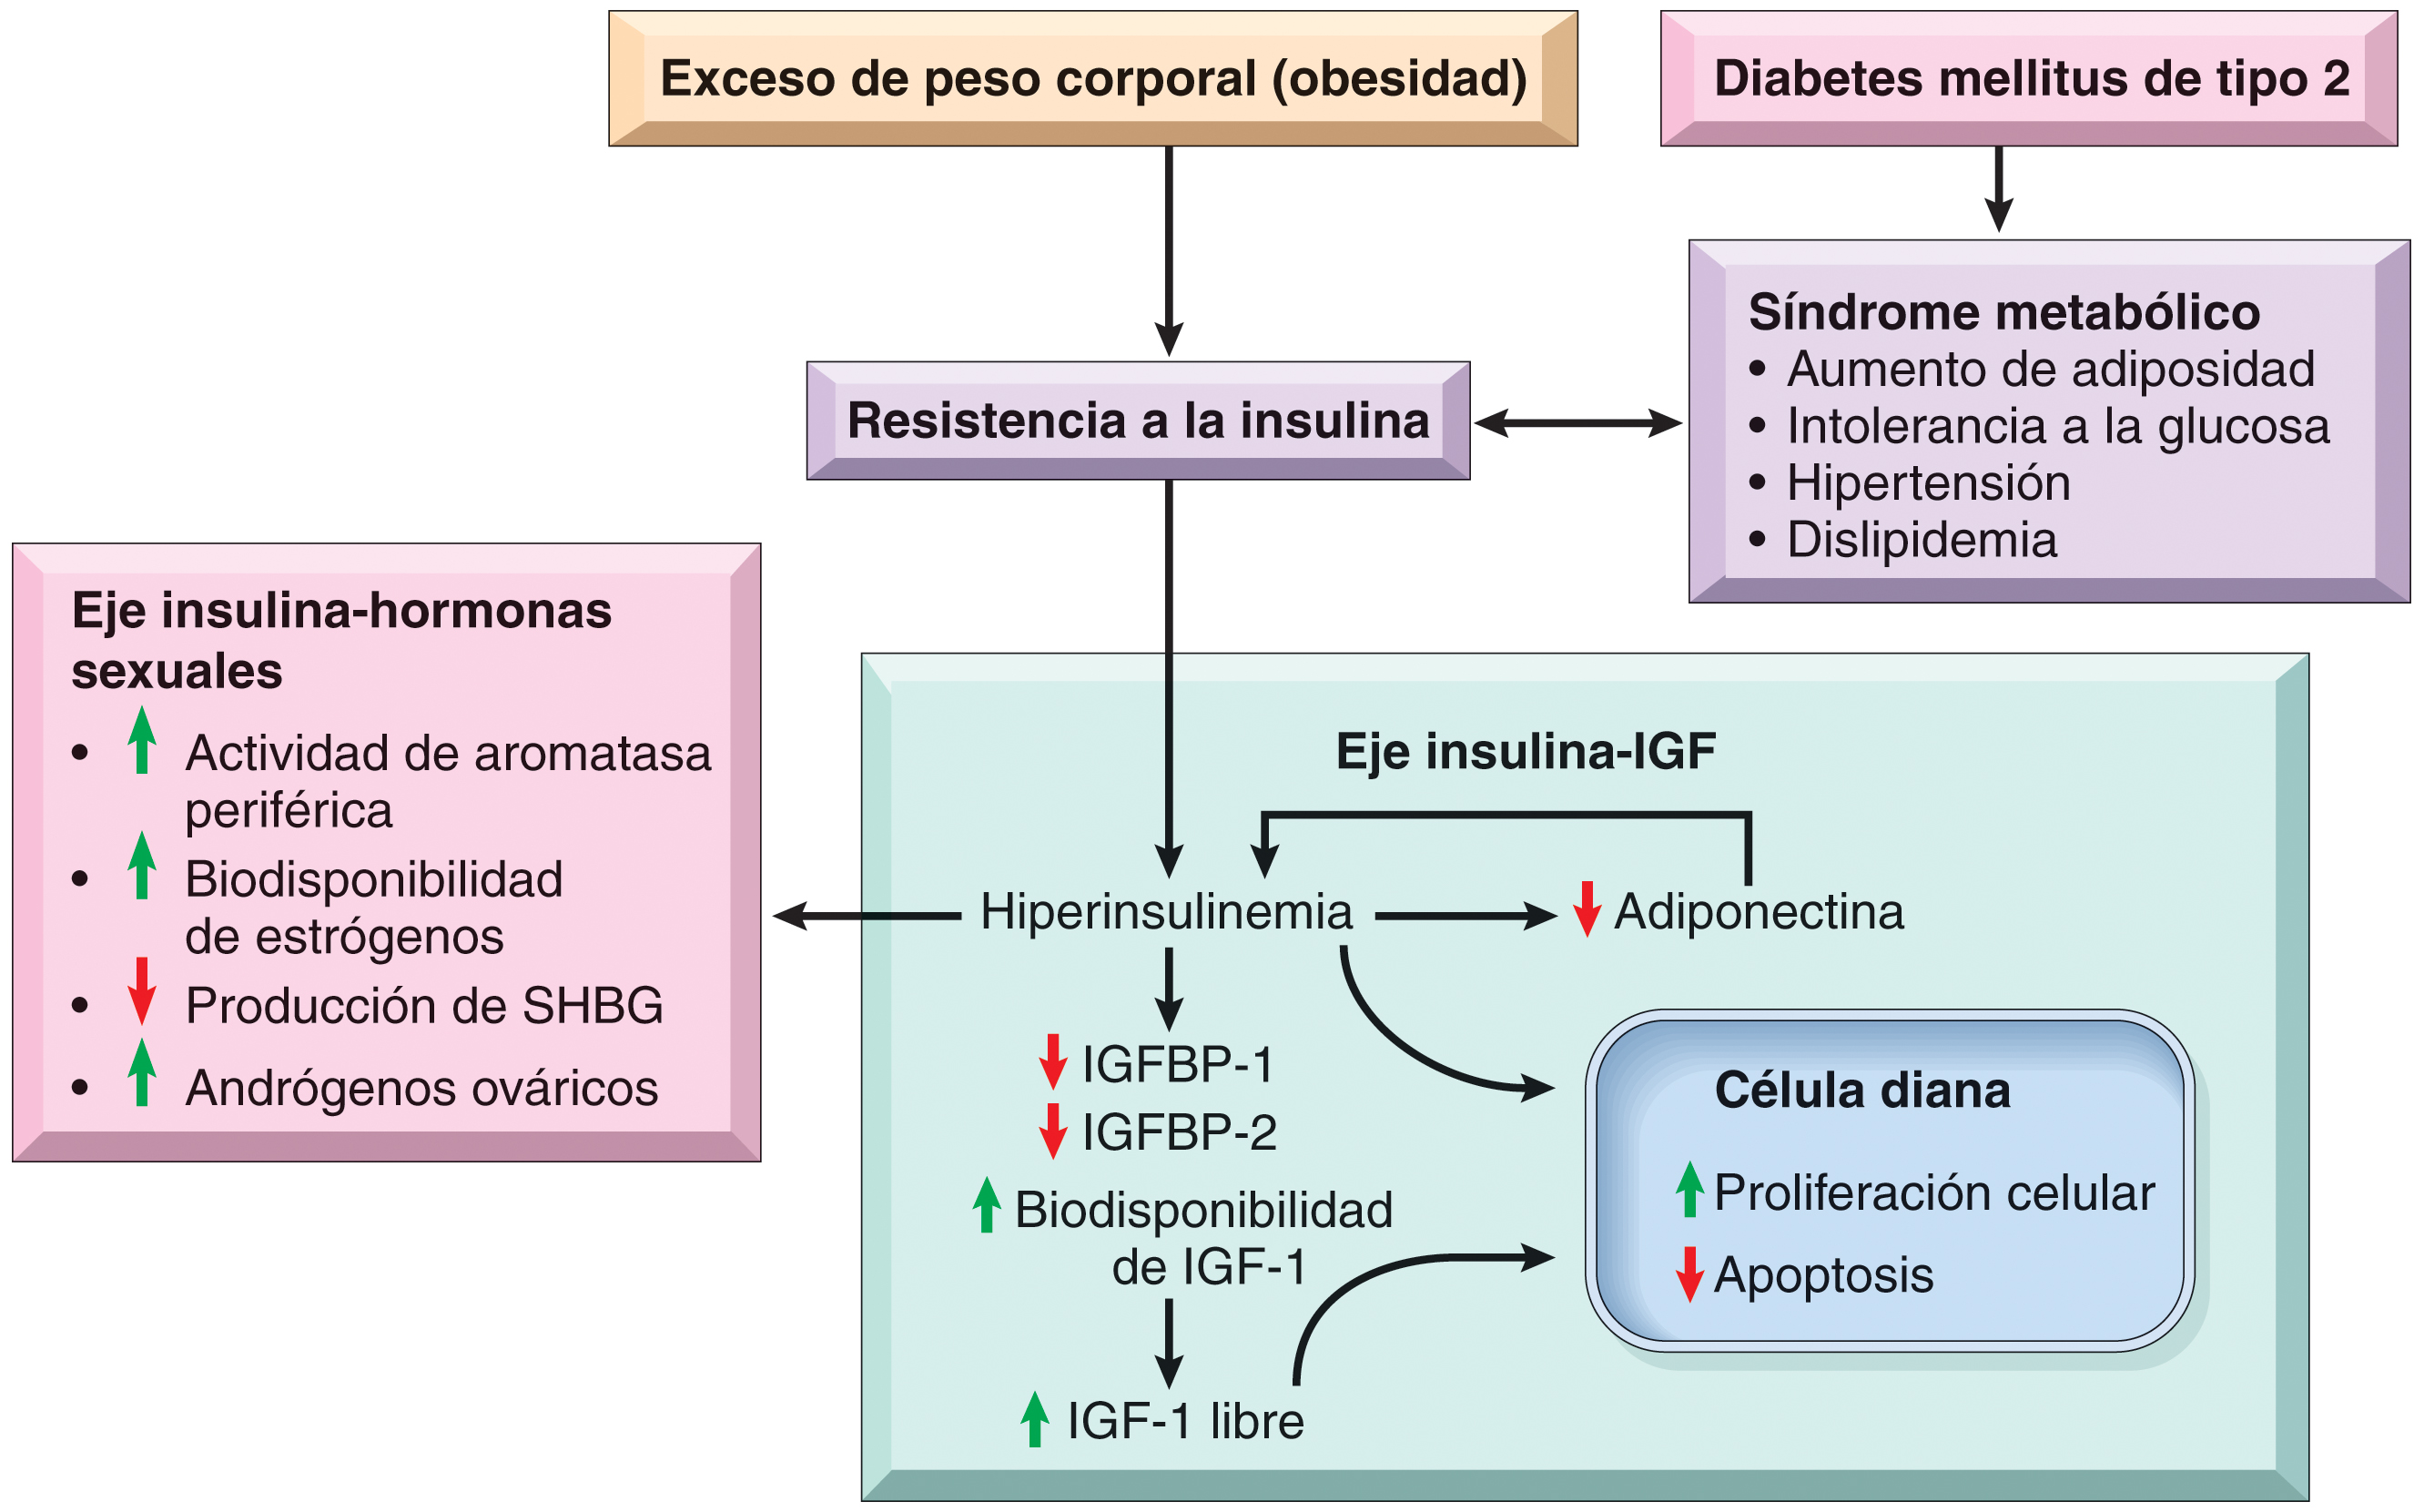 Exceso de peso corporal (obesidad)
Diabetes mellitus de tipo 2
Síndrome metabólico
• Aumento de adiposidad
• Intolerancia a la glucosa
• Hipertensión
• Dislipidemia
Resistencia a la insulina
Eje insulina-hormonas
sexuales
• Actividad de aromatasa
periférica
• Biodisponibilidad
de estrógenos
• Producción de SHBG
• Andrógenos ováricos
Eje insulina-IGF
Hiperinsulinemia
Adiponectina
IGFBP-1
IGFBP-2
Biodisponibilidad
de IGF-1
IGF-1 libre
Célula diana
Proliferación celular
Apoptosis